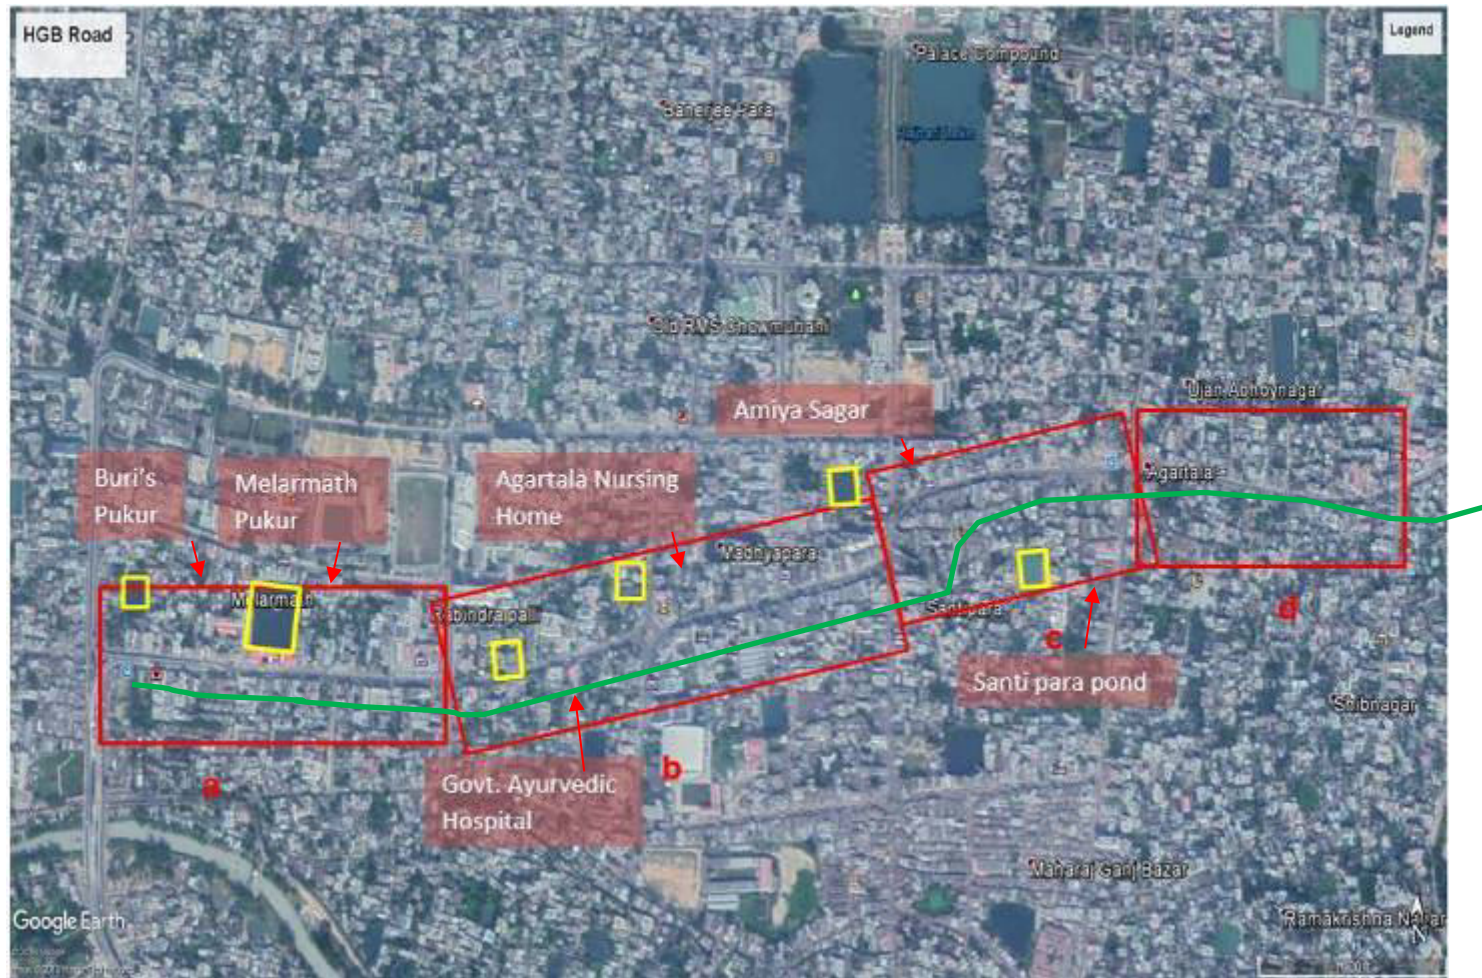 HGB Road
Legend
Palace Compound
Banerjee Para
Old RMS Chowmuhani
Ujan Abhoynagar
Amiya Sagar
Agartala
Buri's
Pukur
Melarmath
Pukur
Agartala Nursing
Home
Madhyapara
Melarmath
Rabindra palli
Santipara
c
d
Santi para pond
Shibnagar
a
b
Govt. Ayurvedic
Hospital
Maharaj Ganj Bazar
Google Earth
Ramakrishna Nagar
N